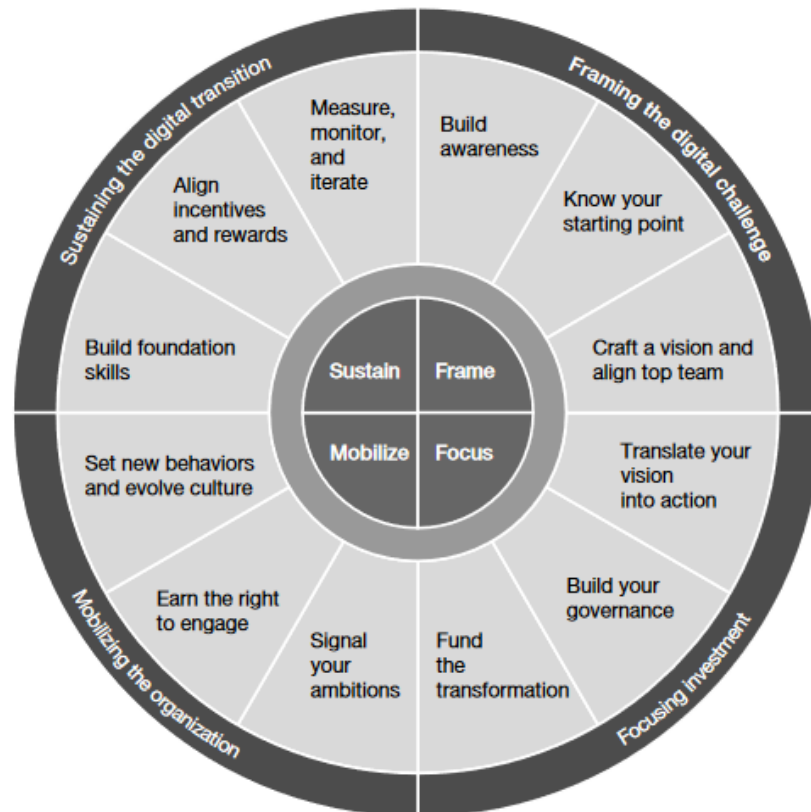 Sustaining the digital transition
Framing the digital challenge
Measure,
monitor,
and
iterate
Build
awareness
Align
incentives
and rewards
Know your
starting point
Build foundation
skills
Craft a vision and
align top team
Sustain
Frame
Mobilize
Focus
Set new behaviors
and evolve culture
Translate your
vision
into action
Earn the right
to engage
Build your
governance
Signal
your
ambitions
Fund
the
transformation
Mobilizing the organization
Focusing investment